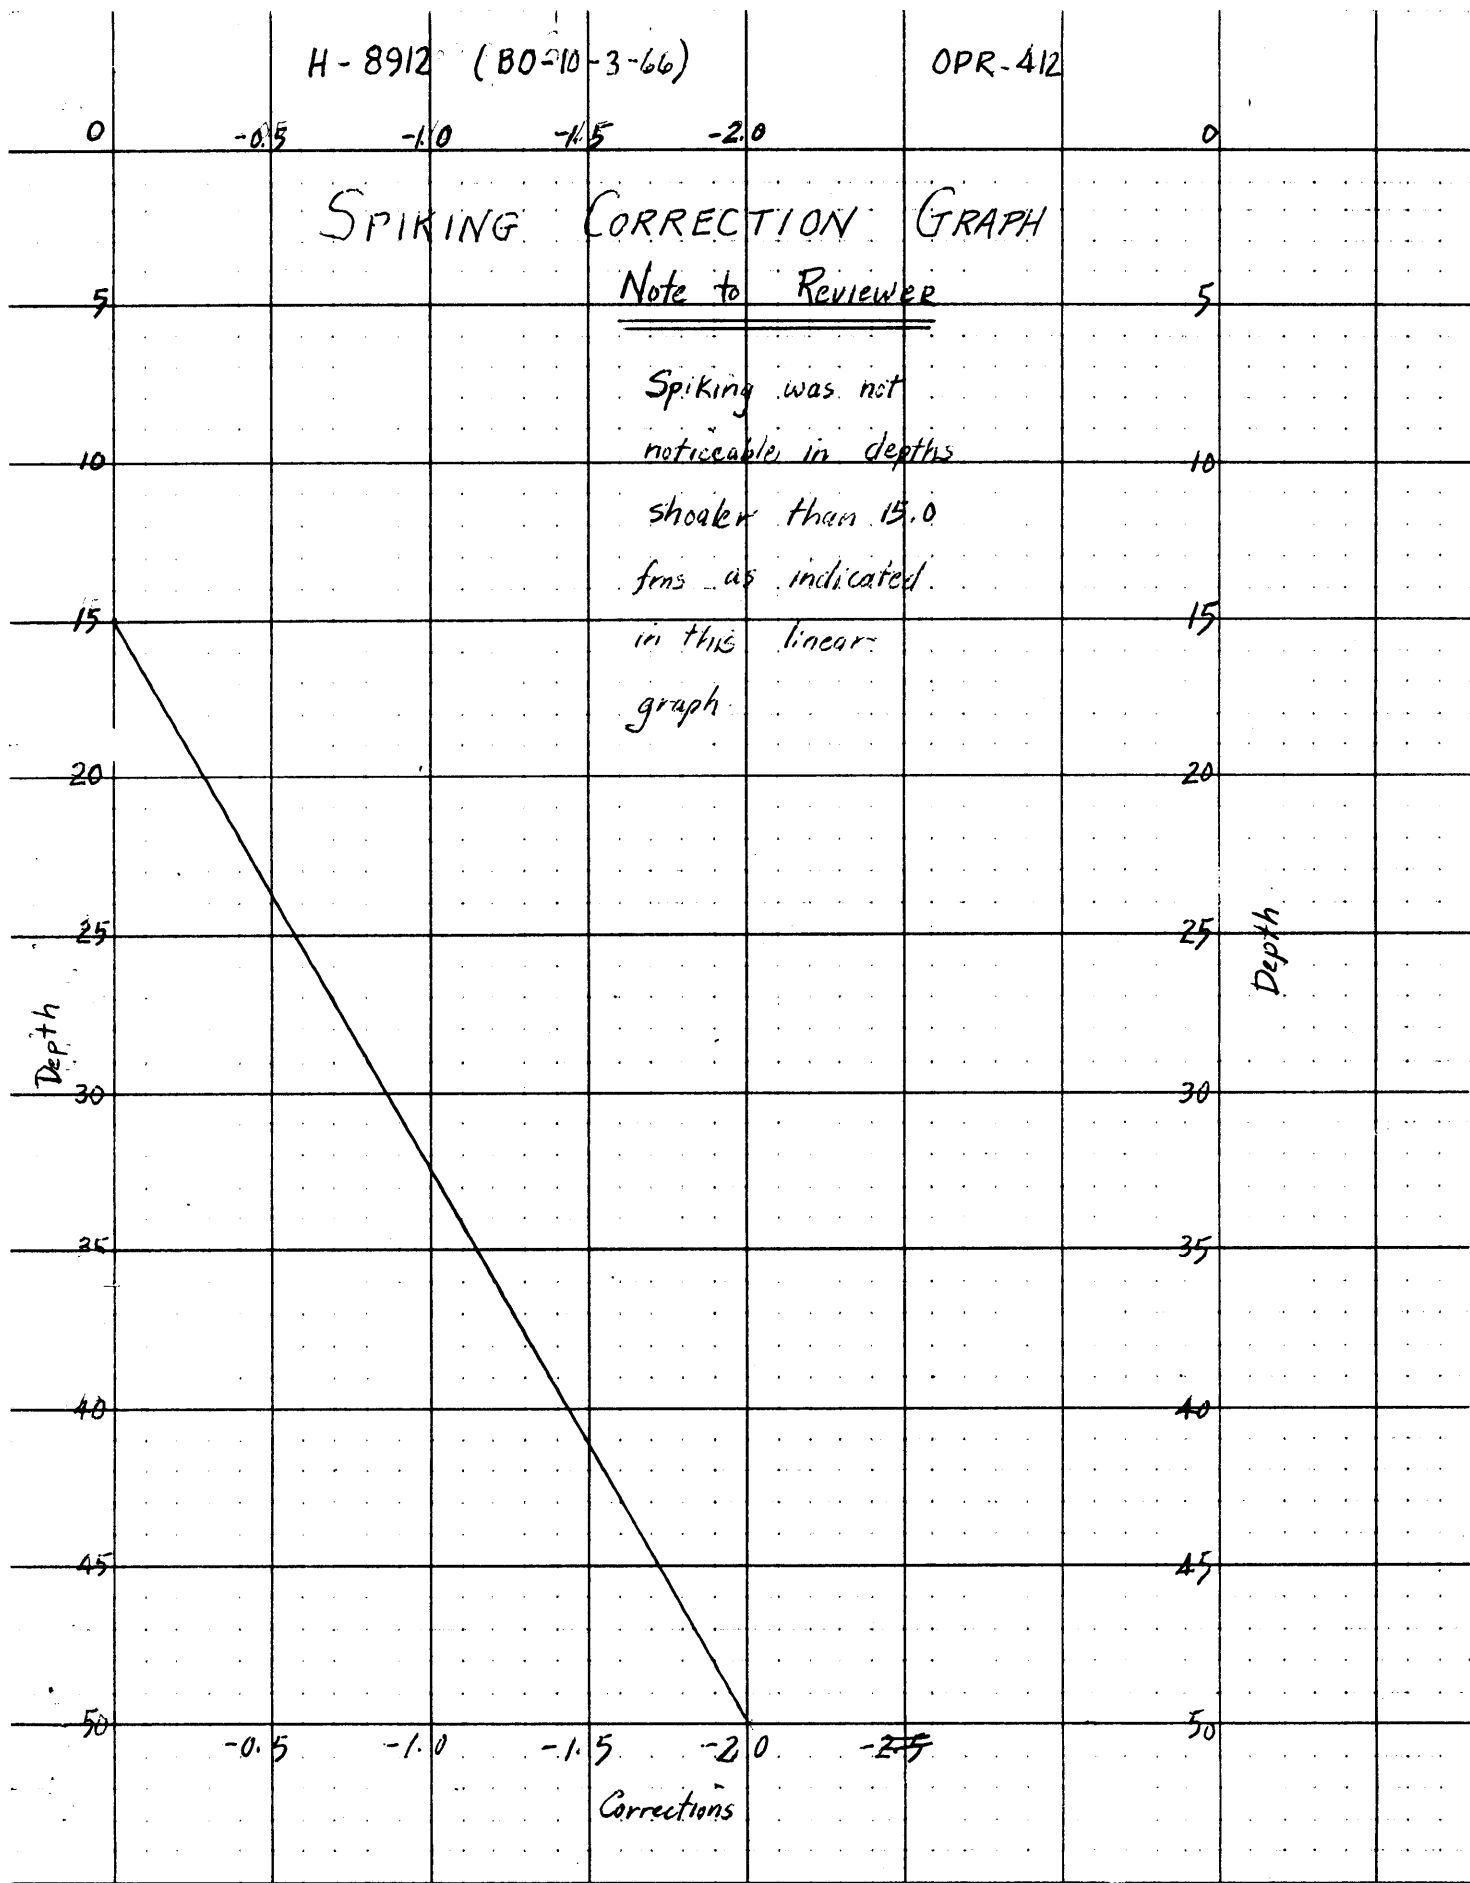 H-8912 (BO-10-3-66) OPR-412
0 -0.5 -1.0 -1.5 -2.0 0
SPIKING CORRECTION GRAPH
Note to Reviewer
5 5
Spiking was not
noticeable in depths
10 10
shoaler than 15.0
fms as indicated
15 15
in this linear
graph
20 20
25 25
Depth
Depth
30 30
35 35
40 40
45 45
50 50
-0.5 -1.0 -1.5 -2.0 -2.5
Corrections